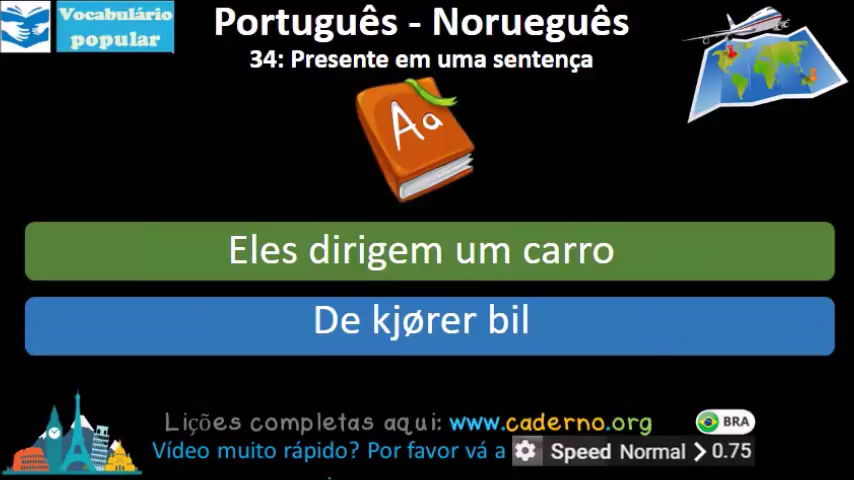 Vocabulário
popular
Português - Norueguês
34: Presente em uma sentença
Aa
Eles dirigem um carro
De kjører bil
Lições completas aqui: www.caderno.org
BRA
Vídeo muito rápido? Por favor vá a Speed Normal > 0.75